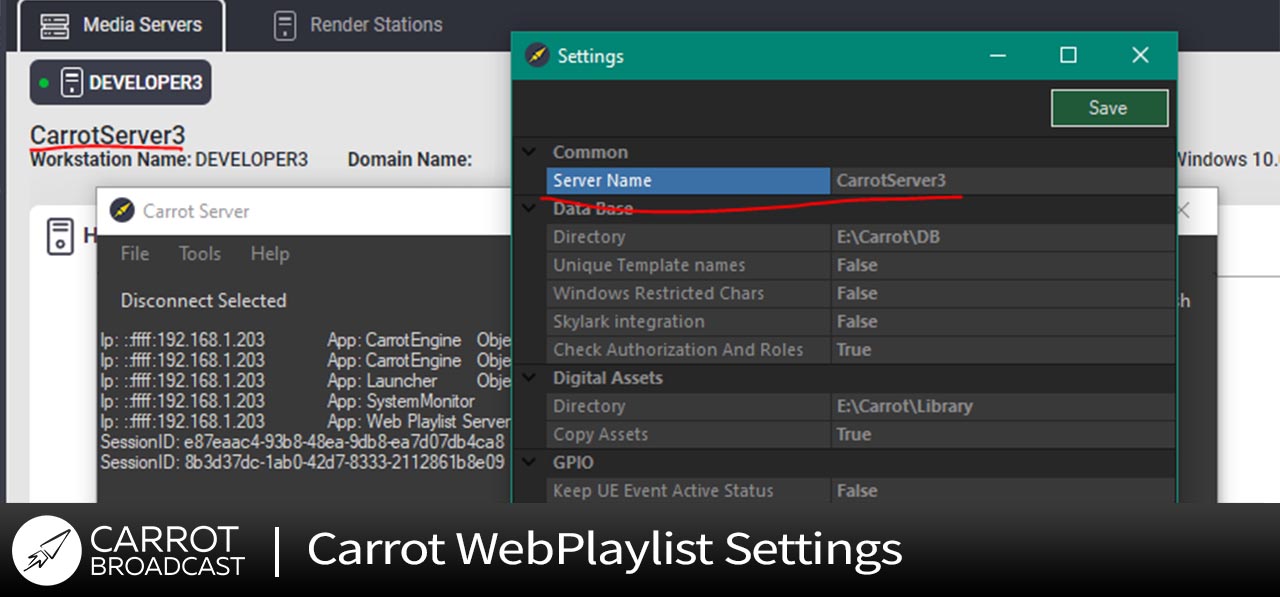 Media Servers
Render Stations
DEVELOPER3
CarrotServer3
Workstation Name: DEVELOPER3
Domain Name:
Windows 10.
Carrot Server
File Tools Help
Disconnect Selected
Ip: ::ffff:192.168.1.203 App: CarrotEngine Obje
Ip: ::ffff:192.168.1.203 App: CarrotEngine Obje
Ip: ::ffff:192.168.1.203 App: Launcher Obje
Ip: ::ffff:192.168.1.203 App: SystemMonitor
Ip: ::ffff:192.168.1.203 App: Web Playlist Server
SessionID: e87eaac4-93b8-48ea-9db8-ea7d07db4ca8
SessionID: 8b3d37dc-1ab0-42d7-8333-2112861b8e09
Settings
Save
Common
Server Name CarrotServer3
Data Base
Directory E:\Carrot\DB
Unique Template names False
Windows Restricted Chars False
Skylark integration False
Check Authorization And Roles True
Digital Assets
Directory E:\Carrot\Library
Copy Assets True
GPIO
Keep UE Event Active Status False
CARROT
BROADCAST
Carrot WebPlaylist Settings